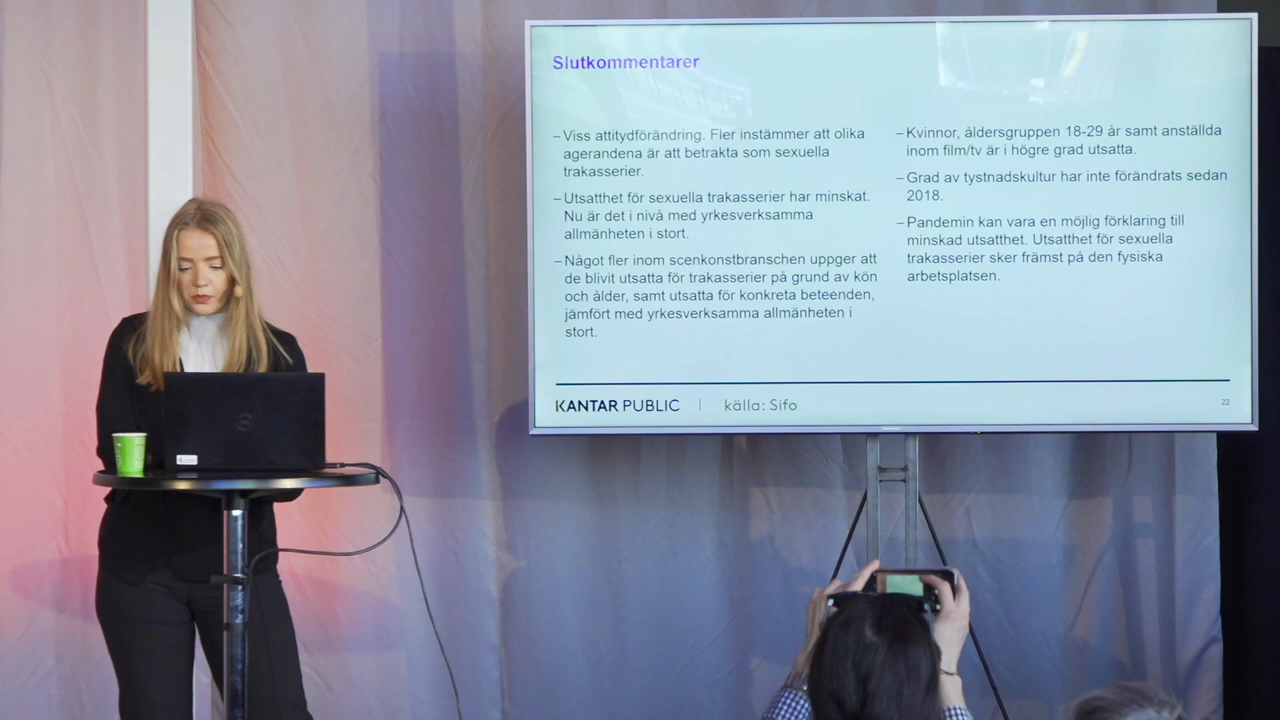 Slutkommentarer
– Viss attitydförändring. Fler instämmer att olika
agerandena är att betrakta som sexuella
trakasserier.
– Utsatthet för sexuella trakasserier har minskat.
Nu är det i nivå med yrkesverksamma
allmänheten i stort.
– Något fler inom scenkonstbranschen uppger att
de blivit utsatta för trakasserier på grund av kön
och ålder, samt utsatta för konkreta beteenden,
jämfört med yrkesverksamma allmänheten i
stort.
– Kvinnor, åldersgruppen 18-29 år samt anställda
inom film/tv är i högre grad utsatta.
– Grad av tystnadskultur har inte förändrats sedan
2018.
– Pandemin kan vara en möjlig förklaring till
minskad utsatthet. Utsatthet för sexuella
trakasserier sker främst på den fysiska
arbetsplatsen.
KANTAR PUBLIC | källa: Sifo
22